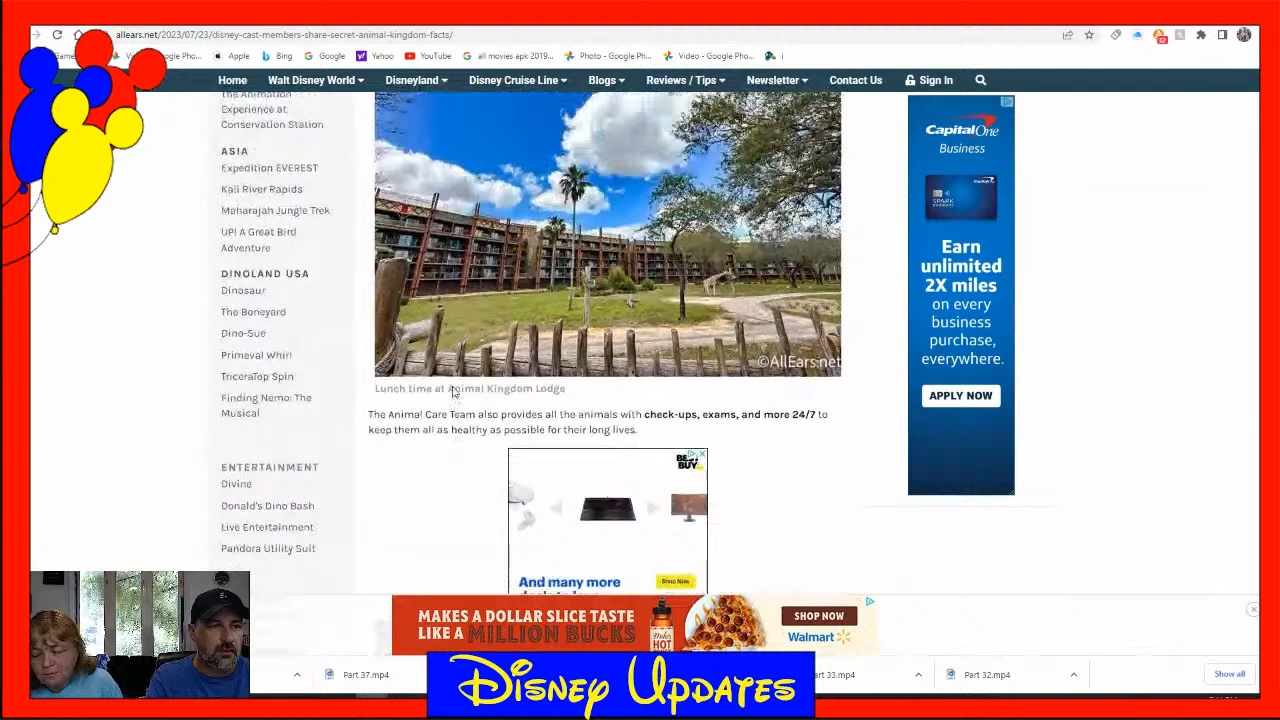 allears.net/2023/07/23/disney-cast-members-share-secret-animal-kingdom-facts/
Apple
Bing
Google
Yahoo
YouTube
all movies apk 2019...
Photo - Google Ph...
Video - Google Pho...
Home
Walt Disney World
Disneyland
Disney Cruise Line
Blogs
Reviews / Tips
Newsletter
Contact Us
Sign In
The Animation
Experience at
Conservation Station
ASIA
Expedition EVEREST
Kali River Rapids
Maharajah Jungle Trek
UP! A Great Bird
Adventure
DINOLAND USA
Dinosaur
The Boneyard
Dino-Sue
Primeval Whirl
TriceraTop Spin
Finding Nemo: The
Musical
ENTERTAINMENT
Divine
Donald's Dino Bash
Live Entertainment
Pandora Utility Suit
©AllEars.net
Lunch time at Animal Kingdom Lodge
The Animal Care Team also provides all the animals with check-ups, exams, and more 24/7 to
keep them all as healthy as possible for their long lives.
BEST
BUY
And many more
Shop Now
Capital One
Business
Earn
unlimited
2X miles
on every
business
purchase,
everywhere.
APPLY NOW
MAKES A DOLLAR SLICE TASTE
LIKE A MILLION BUCKS
HOT
SHOP NOW
Walmart
Part 37.mp4
33.mp4
Part 32.mp4
Show all
Disney Updates